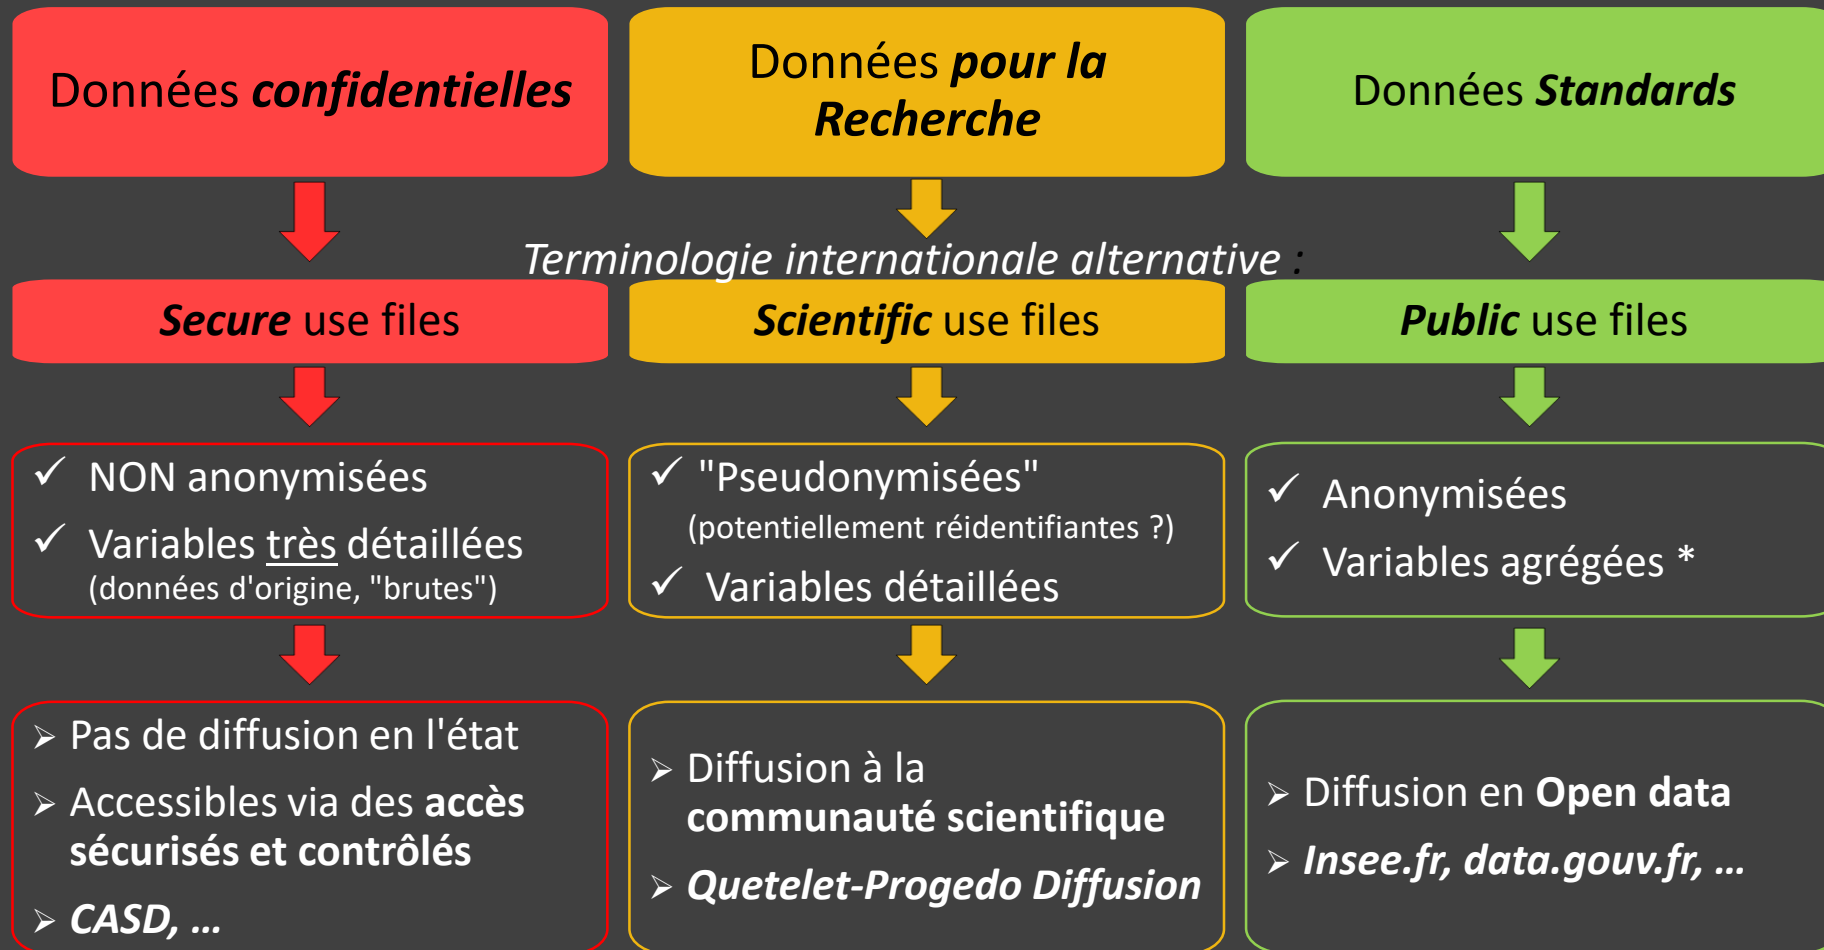 Données confidentielles
Données pour la
Recherche
Données Standards
Terminologie internationale alternative :
Secure use files
Scientific use files
Public use files
✓ NON anonymisées
✓ Variables très détaillées
(données d'origine, "brutes")
✓ "Pseudonymisées"
(potentiellement réidentifiantes ?)
✓ Variables détaillées
✓ Anonymisées
✓ Variables agrégées *
➢ Pas de diffusion en l'état
➢ Accessibles via des accès
sécurisés et contrôlés
➢ CASD, ...
➢ Diffusion à la
communauté scientifique
➢ Quetelet-Progedo Diffusion
➢ Diffusion en Open data
➢ Insee.fr, data.gouv.fr, ...